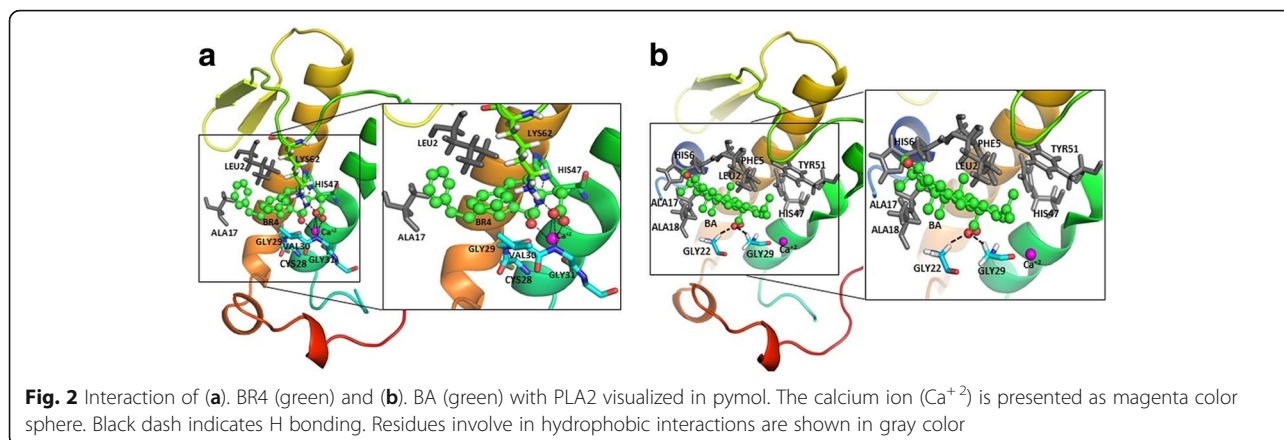 a
b
LYS62
LEU2
HIS47
BR4
ALA17
Ca+2
GLY29
VAL30
CYS28
GLY31
LYS62
LEU2
HIS47
ALA17
BR4
Ca+2
GLY29
VAL30
CYS28
GLY31
HIS6
PHE5
LEU2
TYR51
ALA17
HIS47
ALA18
BA
GLY22
GLY29
Ca+2
HIS6
PHE5
LEU2
TYR51
ALA17
HIS47
ALA18
BA
GLY22
GLY29
Ca+2
Fig. 2 Interaction of (a). BR4 (green) and (b). BA (green) with PLA2 visualized in pymol. The calcium ion (Ca+ 2) is presented as magenta color
sphere. Black dash indicates H bonding. Residues involve in hydrophobic interactions are shown in gray color